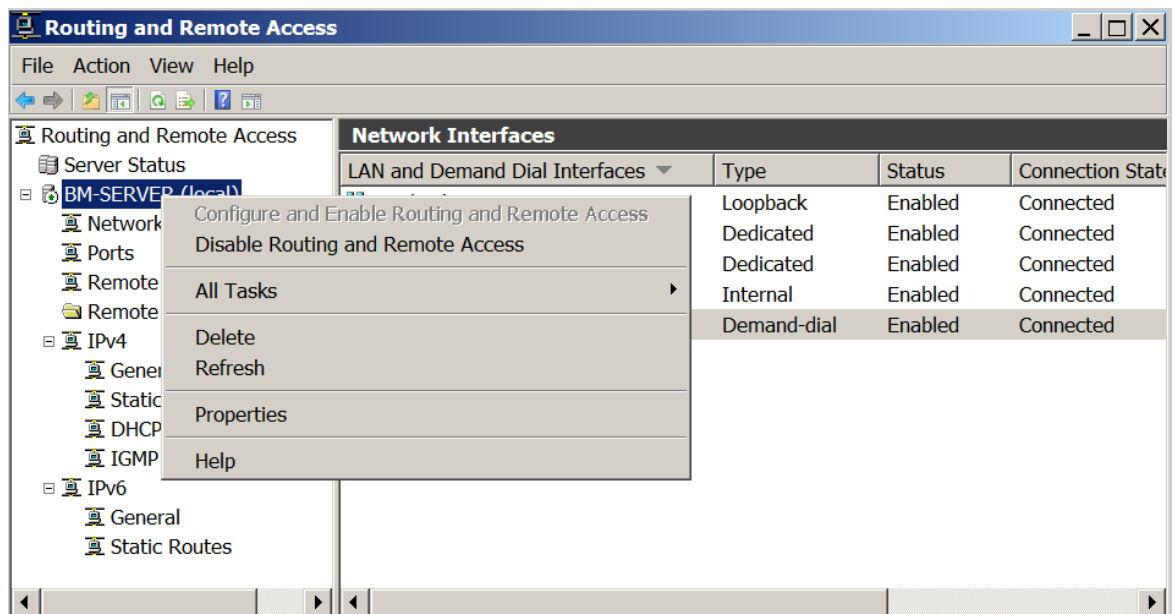 Routing and Remote Access
File Action View Help
Routing and Remote Access
Server Status
BM-SERVER (local)
Network
Ports
Remote
Remote
IPv4
Gener
Static
DHCP
IGMP
IPv6
General
Static Routes
Configure and Enable Routing and Remote Access
Disable Routing and Remote Access
All Tasks
Delete
Refresh
Properties
Help
Network Interfaces
LAN and Demand Dial Interfaces Type Status Connection State
Loopback Enabled Connected
Dedicated Enabled Connected
Dedicated Enabled Connected
Internal Enabled Connected
Demand-dial Enabled Connected